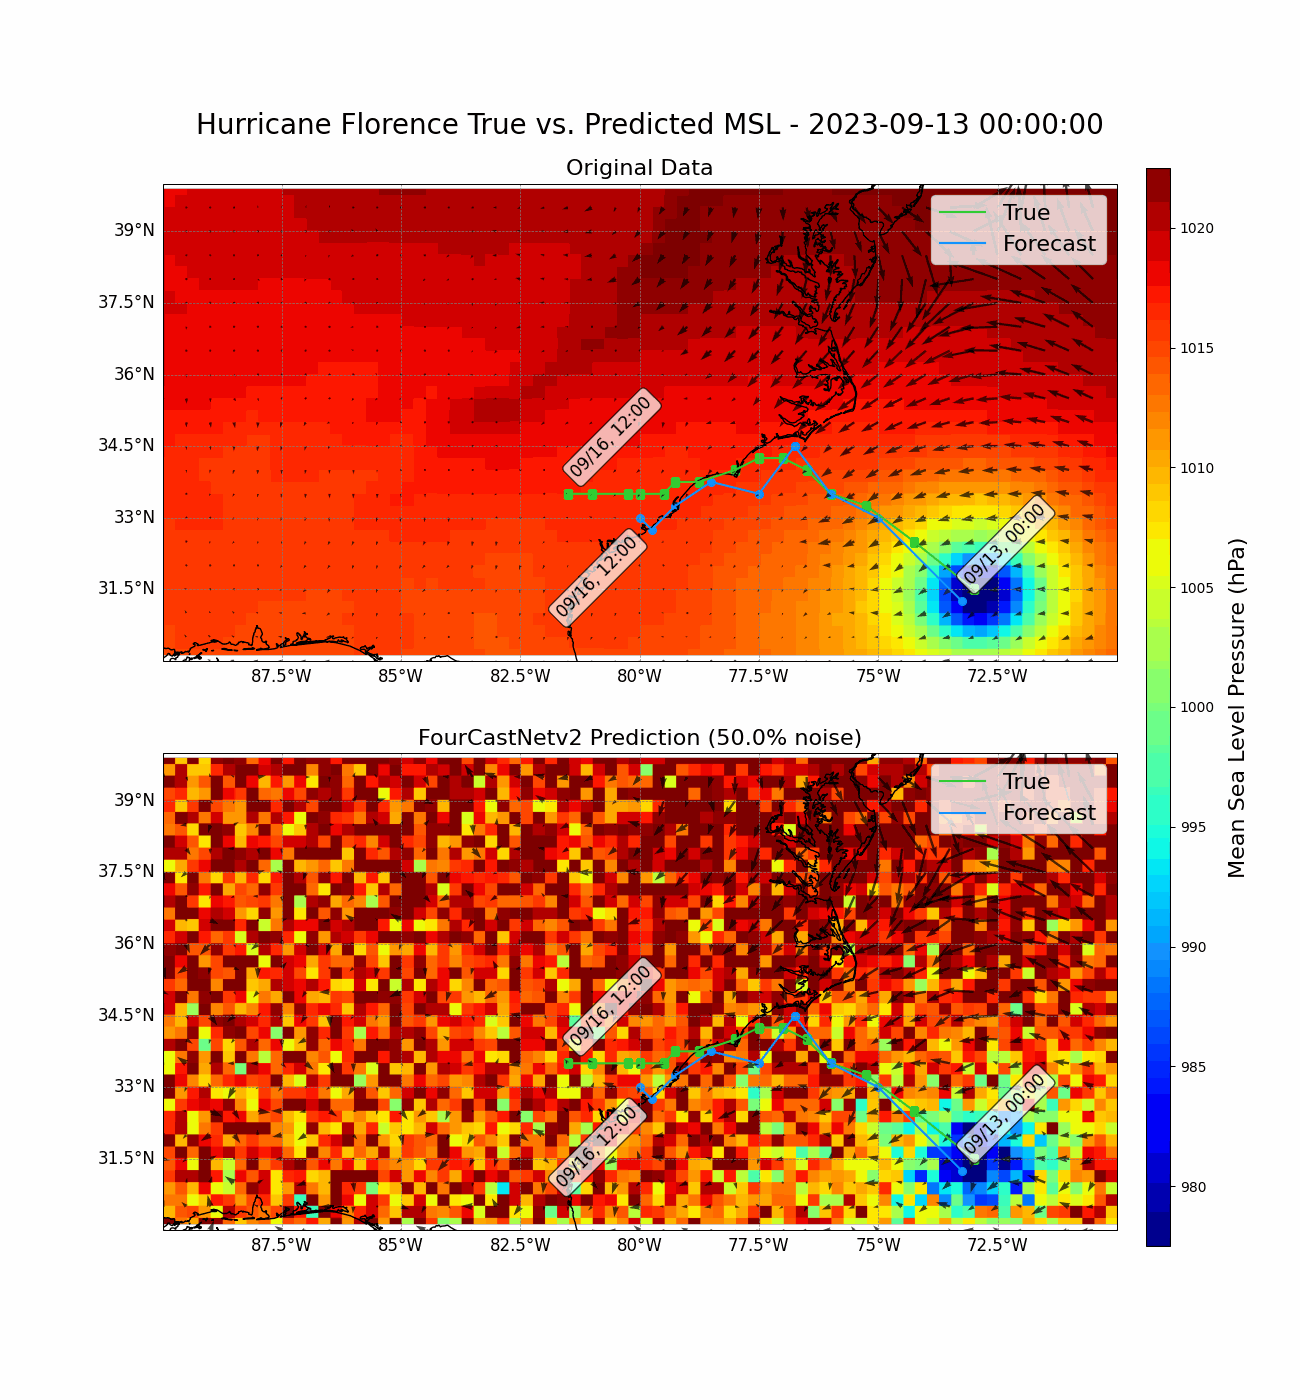 Hurricane Florence True vs. Predicted MSL - 2023-09-13 00:00:00
Original Data
True
Forecast
39°N
37.5°N
36°N
34.5°N
33°N
31.5°N
09/16, 12:00
09/16, 12:00
09/13, 00:00
87.5°W
85°W
82.5°W
80°W
77.5°W
75°W
72.5°W
FourCastNetv2 Prediction (50.0% noise)
True
Forecast
39°N
37.5°N
36°N
34.5°N
33°N
31.5°N
09/16, 12:00
09/16, 12:00
09/13, 00:00
87.5°W
85°W
82.5°W
80°W
77.5°W
75°W
72.5°W
1020
1015
1010
1005
1000
995
990
985
980
Mean Sea Level Pressure (hPa)